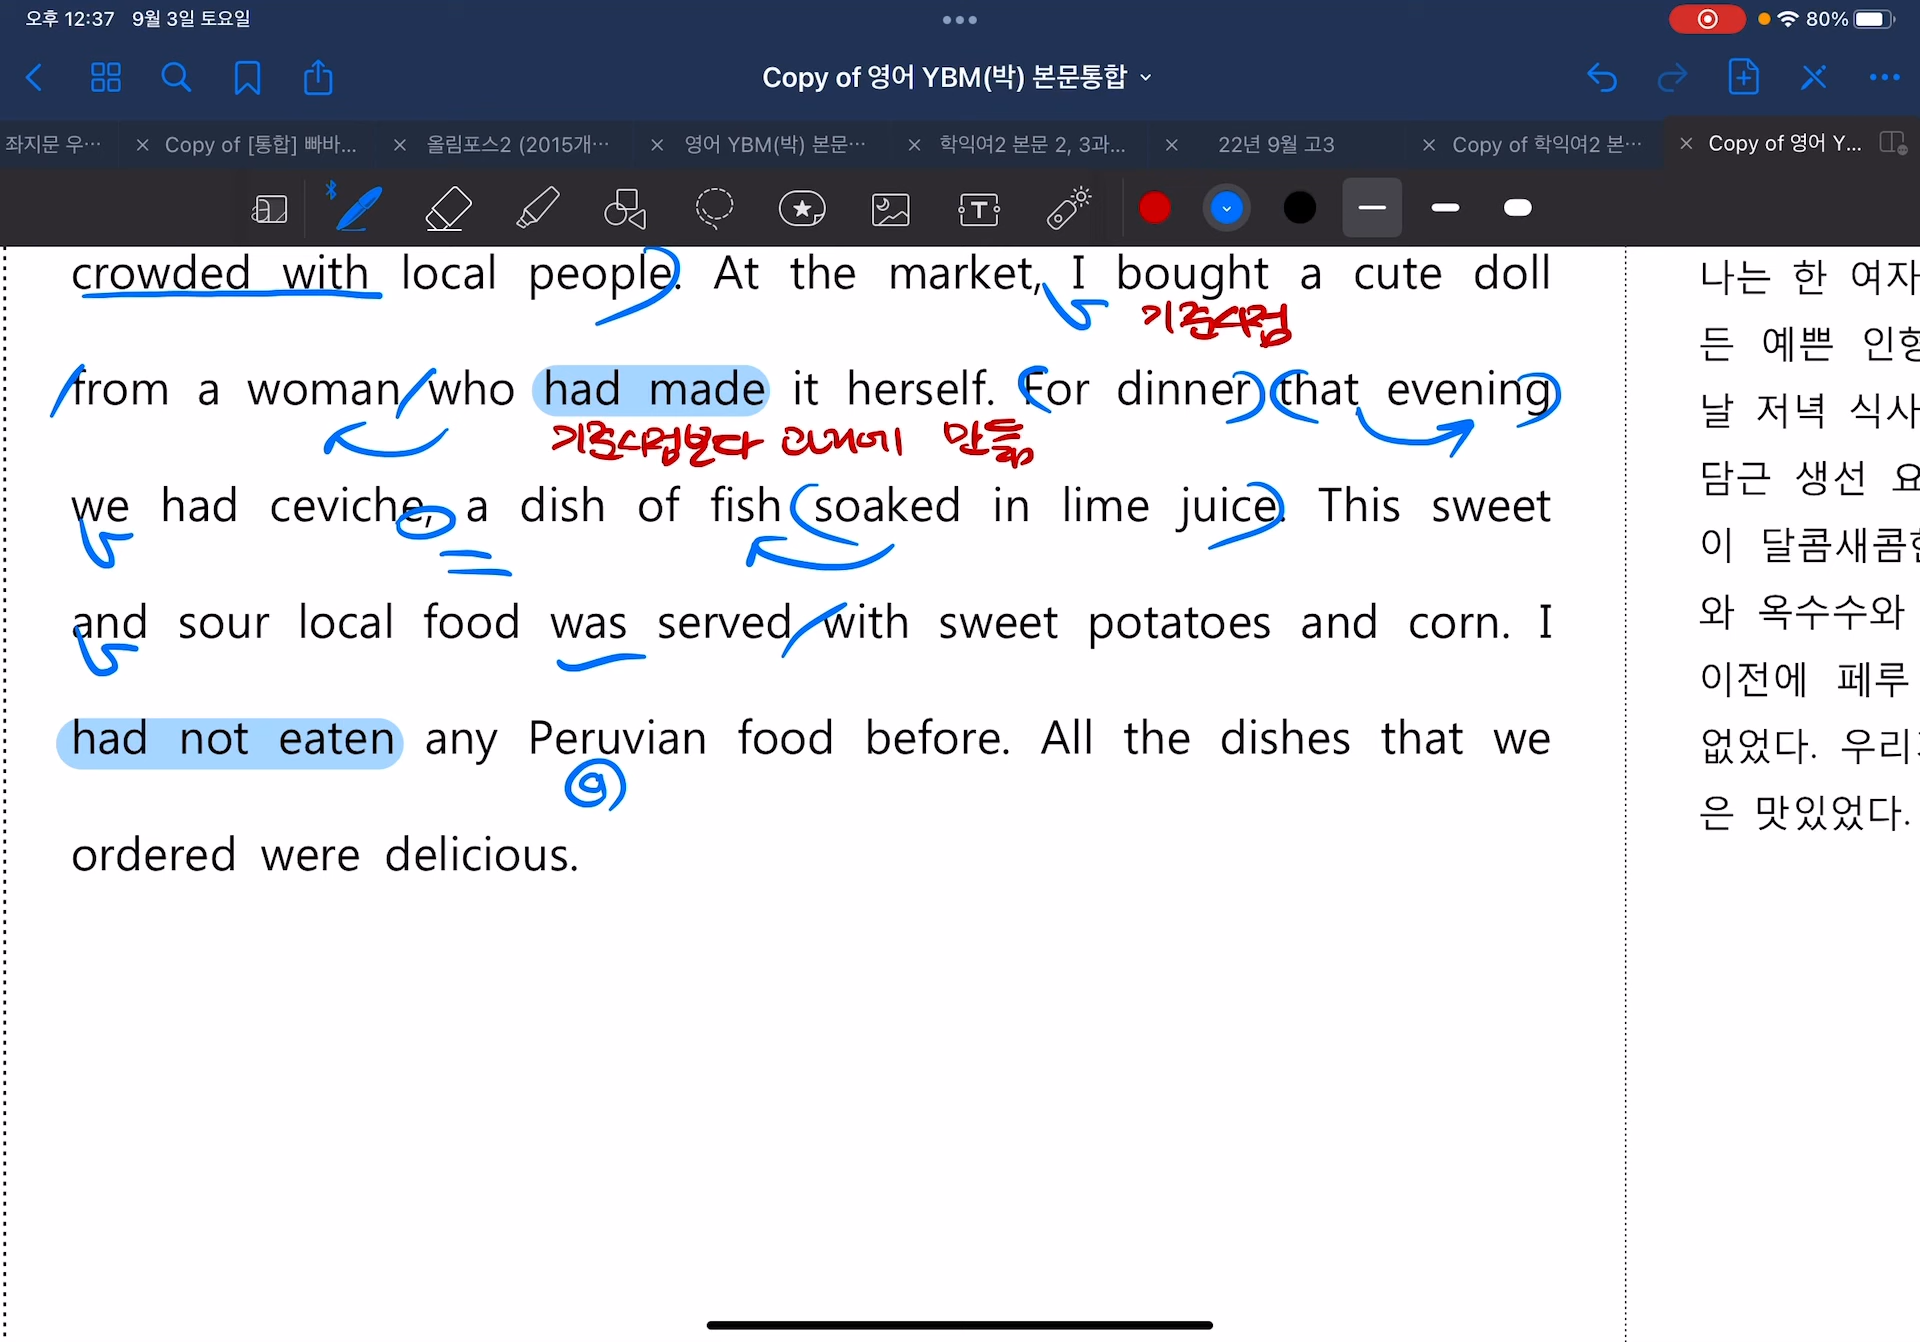 오후 12:37 9월 3일 토요일
80%
Copy of 영어 YBM(박) 본문통합
좌지문 우…
Copy of [통합] 빠바...
올림포스2 (2015개…
영어 YBM(박) 본문…
학익여2 본문 2, 3과...
22년 9월 고3
Copy of 학익여2 본…
Copy of 영어 Y...
T
crowded with local people. At the market, I bought a cute doll
기준시점
from a woman who had made it herself. For dinner that evening
기준시점보다 과거에 만듦
we had ceviche, a dish of fish soaked in lime juice. This sweet
and sour local food was served with sweet potatoes and corn. I
had not eaten any Peruvian food before. All the dishes that we
ordered were delicious.
나는 한 여자
든 예쁜 인형
날 저녁 식사
담근 생선 요
이 달콤새콤한
와 옥수수와
이전에 페루
없었다. 우리가
은 맛있었다.